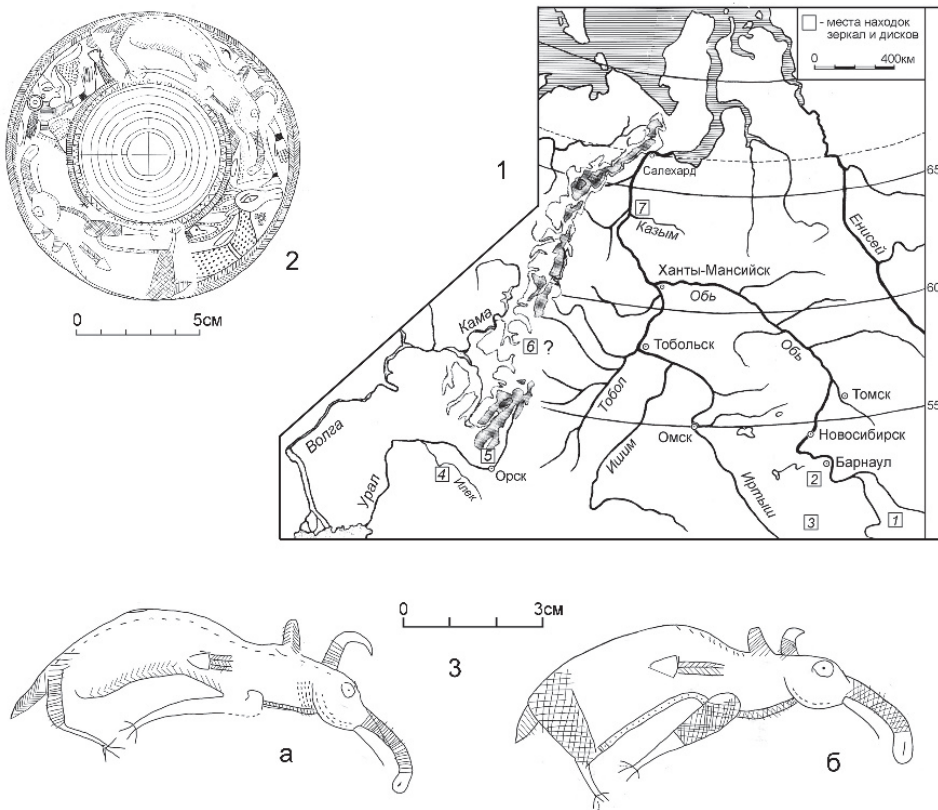 - места находок
зеркал и дисков
0 400км
1
65
Салехард
7
Казым
Енисей
Ханты-Мансийск
60
Обь
2
0 5см
Кама
6 ?
Обь
Тобольск
Томск
55
Волга
Тобол
Ишим
Омск
Новосибирск
5
Барнаул
4
Орск
Илек
Урал
Иртыш
2
3
1
0 3см
3
а
б